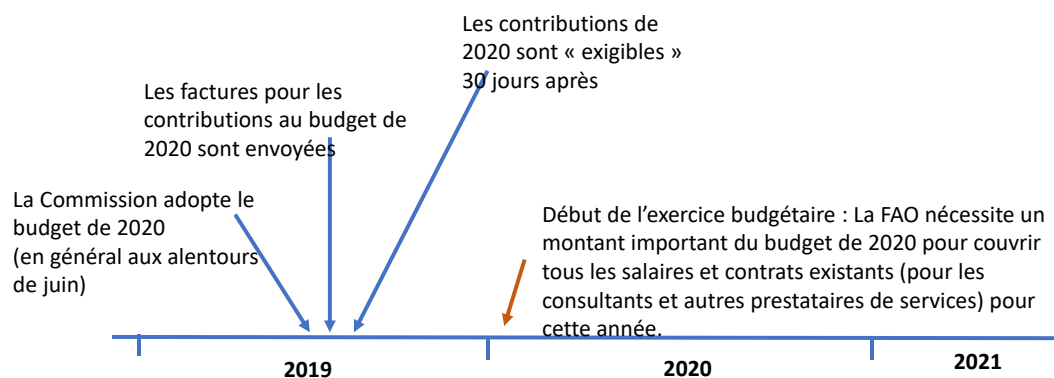 Les contributions de
2020 sont « exigibles »
30 jours après
Les factures pour les
contributions au budget de
2020 sont envoyées
La Commission adopte le
budget de 2020
(en général aux alentours
de juin)
Début de l’exercice budgétaire : La FAO nécessite un
montant important du budget de 2020 pour couvrir
tous les salaires et contrats existants (pour les
consultants et autres prestataires de services) pour
cette année.
2019
2020
2021